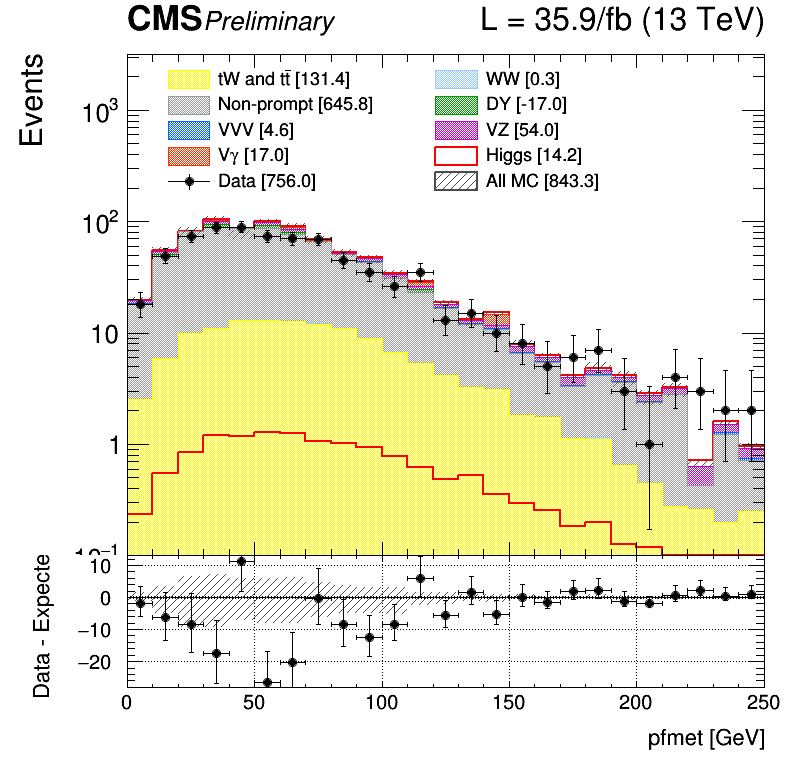 CMS Preliminary L = 35.9/fb (13 TeV)
Events
tW and tt̄ [131.4] WW [0.3]
Non-prompt [645.8] DY [-17.0]
VVV [4.6] VZ [54.0]
Vγ [17.0] Higgs [14.2]
Data [756.0] All MC [843.3]
10³
10²
10
1
Data - Expecte
10
0
−10
−20
0 50 100 150 200 250
pfmet [GeV]